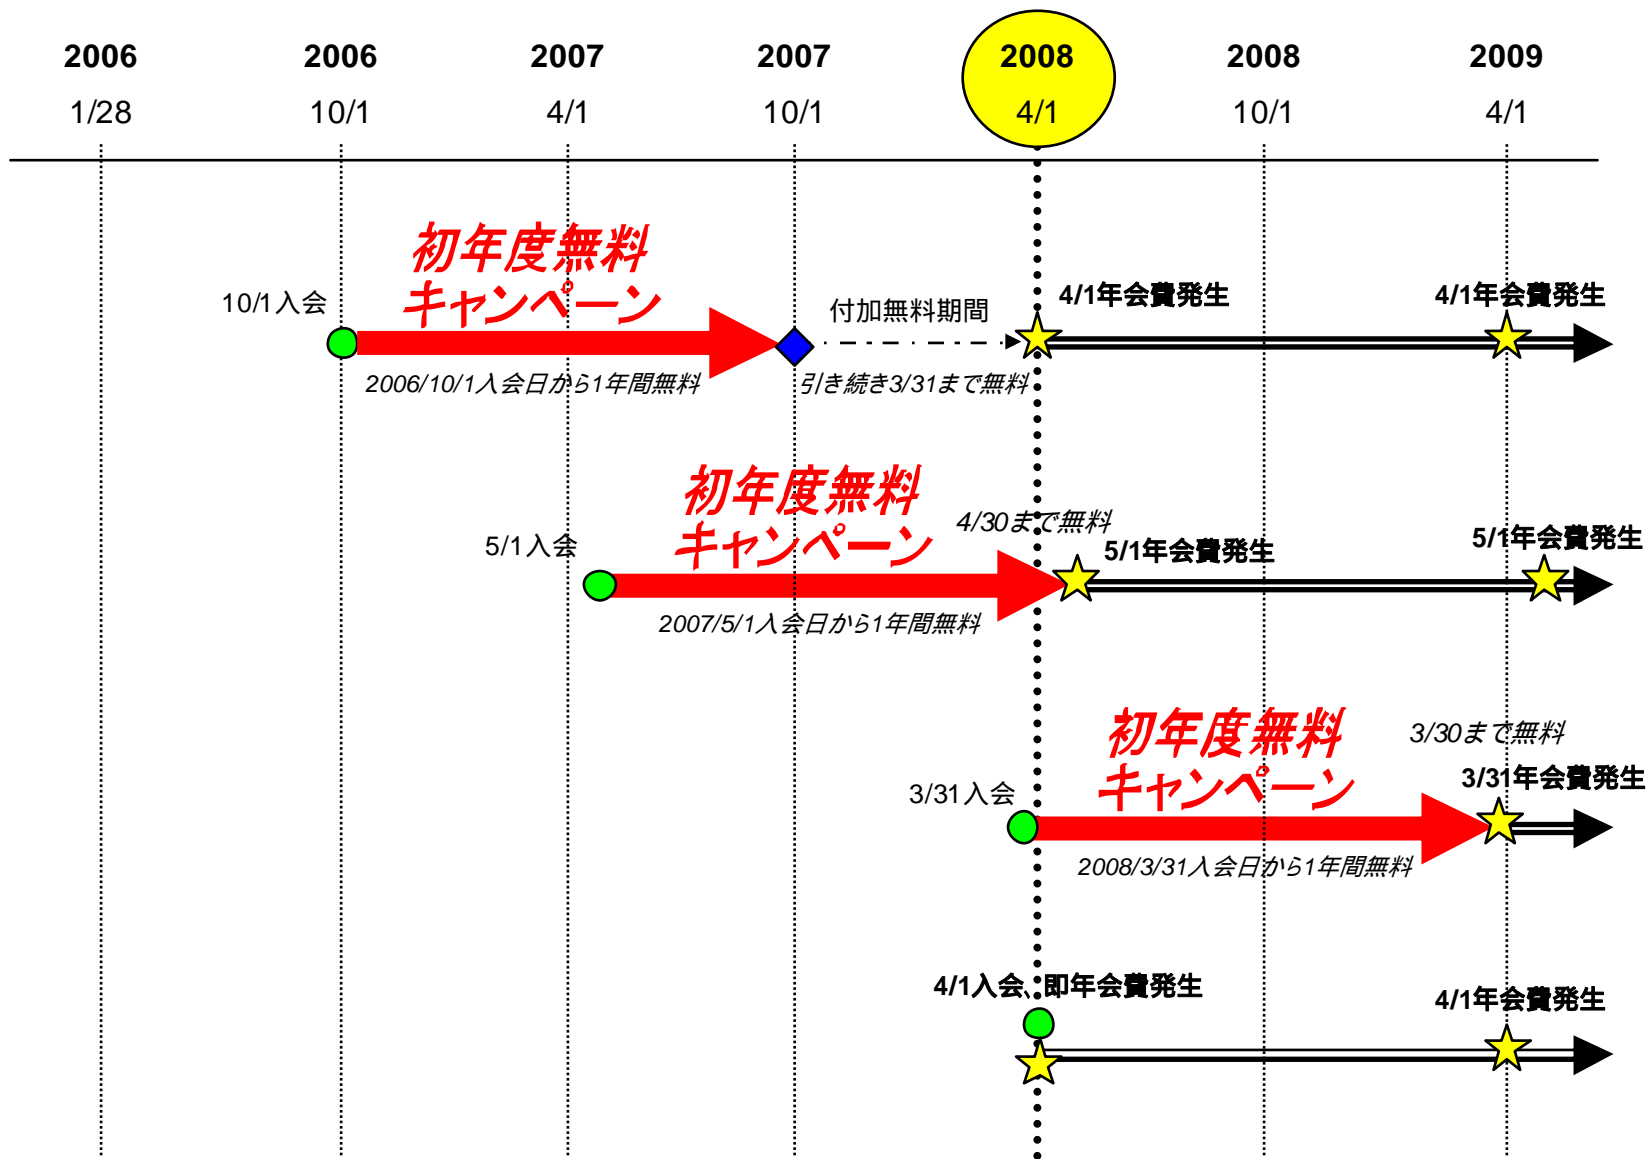 2006 2006 2007 2007 2008 2008 2009
1/28 10/1 4/1 10/1 4/1 10/1 4/1
初年度無料
キャンペーン
10/1入会
付加無料期間
4/1年会費発生
4/1年会費発生
2006/10/1入会日から1年間無料
引き続き3/31まで無料
初年度無料
キャンペーン
4/30まで無料
5/1入会
5/1年会費発生
5/1年会費発生
2007/5/1入会日から1年間無料
初年度無料
キャンペーン
3/30まで無料
3/31入会
3/31年会費発生
2008/3/31入会日から1年間無料
4/1入会、即年会費発生
4/1年会費発生